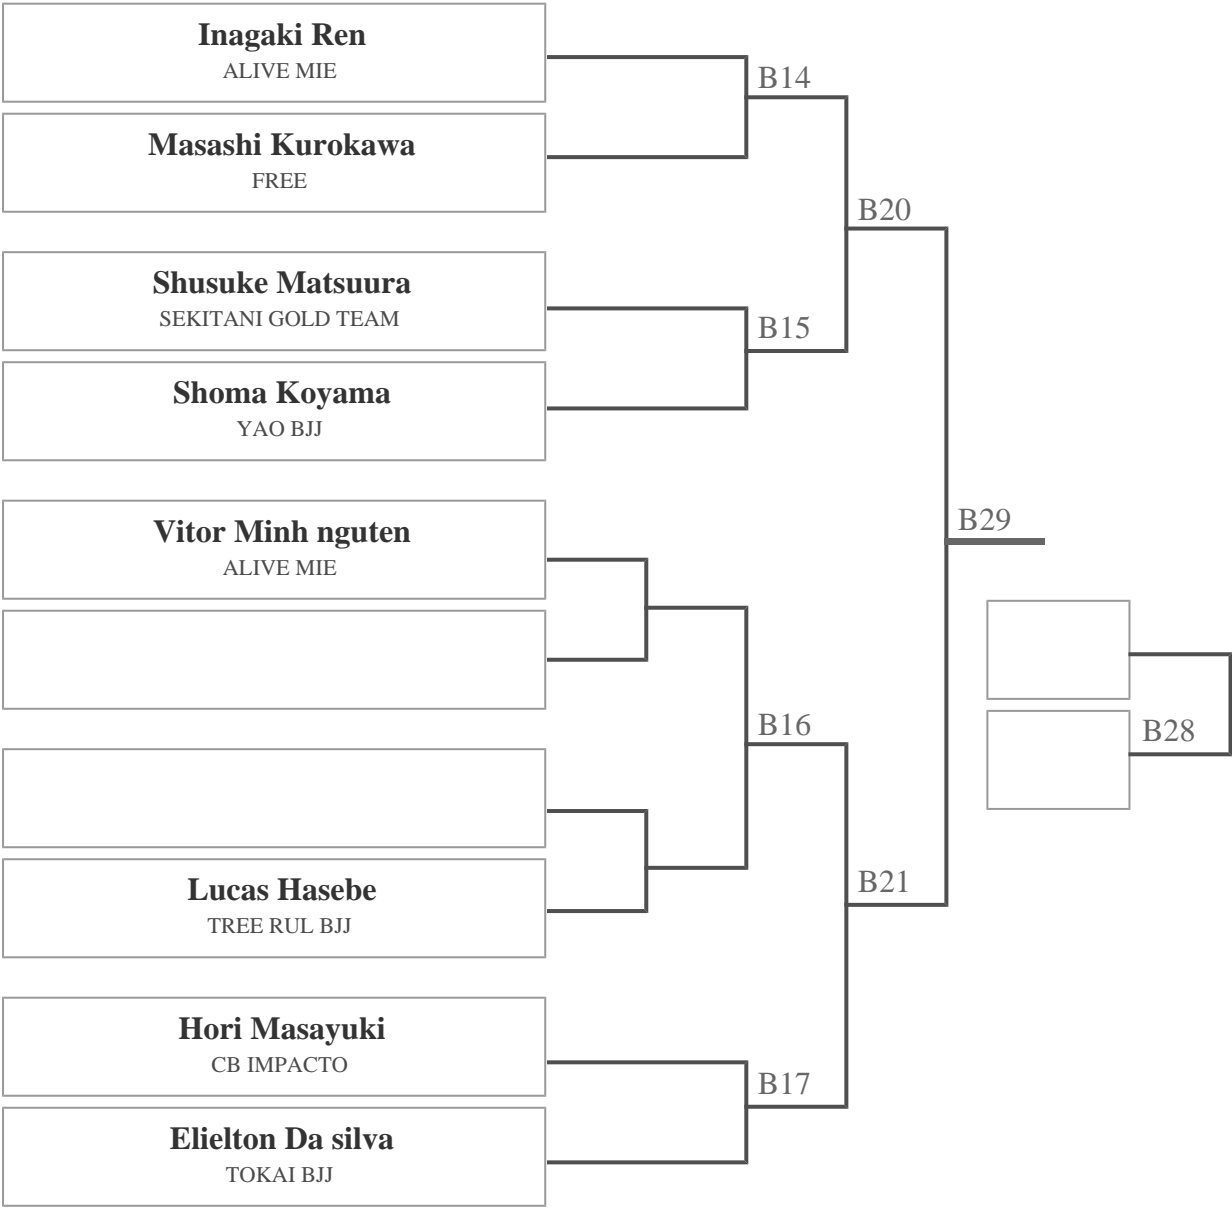 Inagaki Ren
ALIVE MIE
B14
Masashi Kurokawa
FREE
B20
Shusuke Matsuura
SEKITANI GOLD TEAM
B15
Shoma Koyama
YAO BJJ
Vitor Minh nguten
ALIVE MIE
B29
B16
B28
Lucas Hasebe
TREE RUL BJJ
B21
Hori Masayuki
CB IMPACTO
B17
Elielton Da silva
TOKAI BJJ